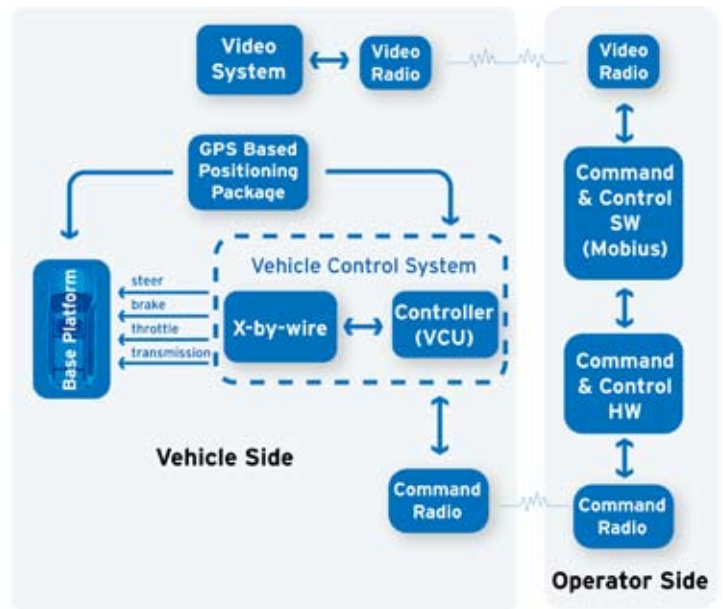 Video
System
Video
Radio
Video
Radio
GPS Based
Positioning
Package
Command
& Control
SW
(Mobius)
Vehicle Control System
Base Platform
steer
brake
throttle
transmission
X-by-wire
Controller
(VCU)
Command
& Control
HW
Vehicle Side
Command
Radio
Command
Radio
Operator Side